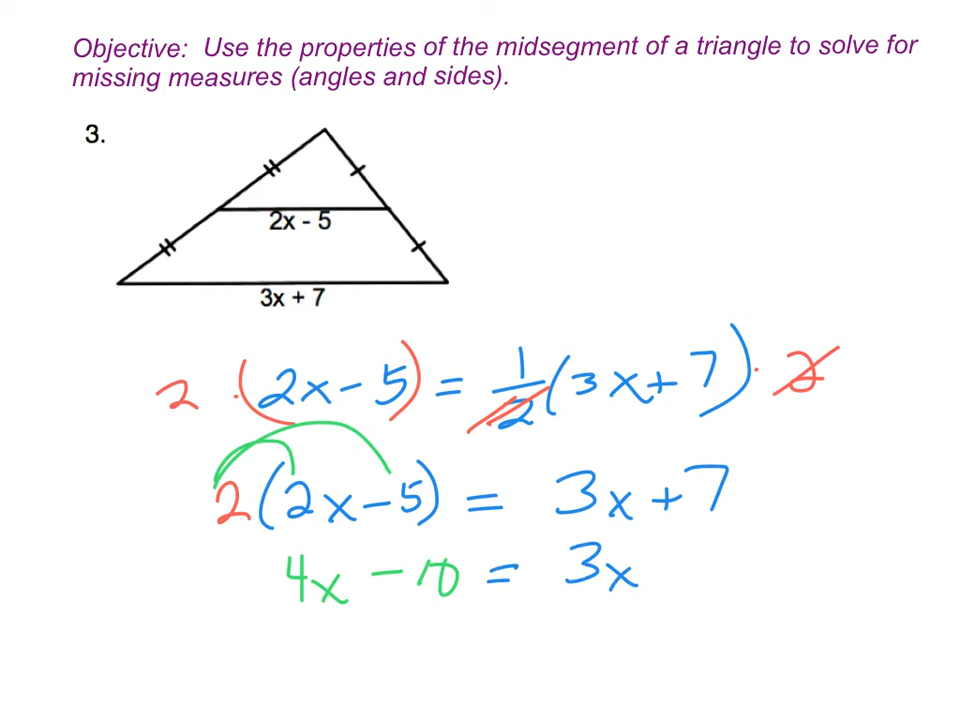 Objective: Use the properties of the midsegment of a triangle to solve for
missing measures (angles and sides).
3.
2x - 5
3x + 7
2 · (2x - 5) = 1/2 (3x + 7) · 2
2(2x - 5) = 3x + 7
4x - 10 = 3x